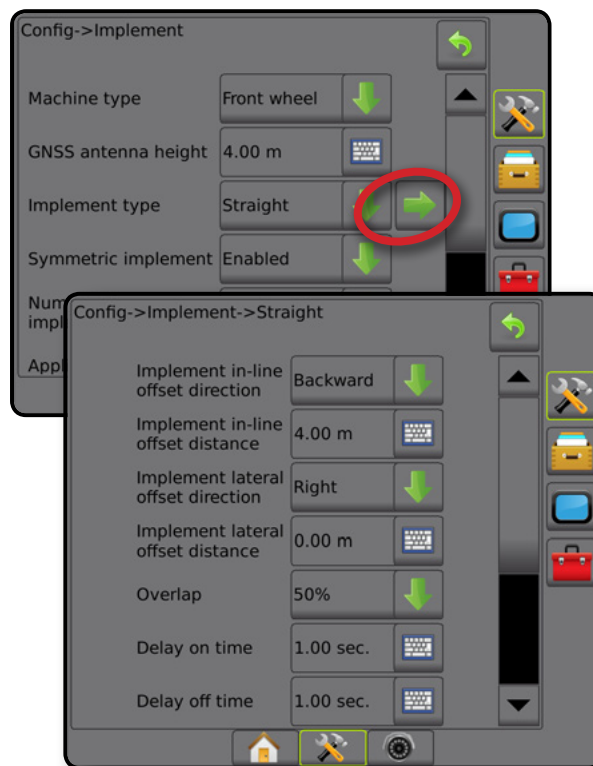 Config->Implement
Machine type
Front wheel
GNSS antenna height
4.00 m
Implement type
Straight
Symmetric implement
Enabled
Num
impl
Appl
Config->Implement->Straight
Implement in-line
offset direction
Backward
Implement in-line
offset distance
4.00 m
Implement lateral
offset direction
Right
Implement lateral
offset distance
0.00 m
Overlap
50%
Delay on time
1.00 sec.
Delay off time
1.00 sec.